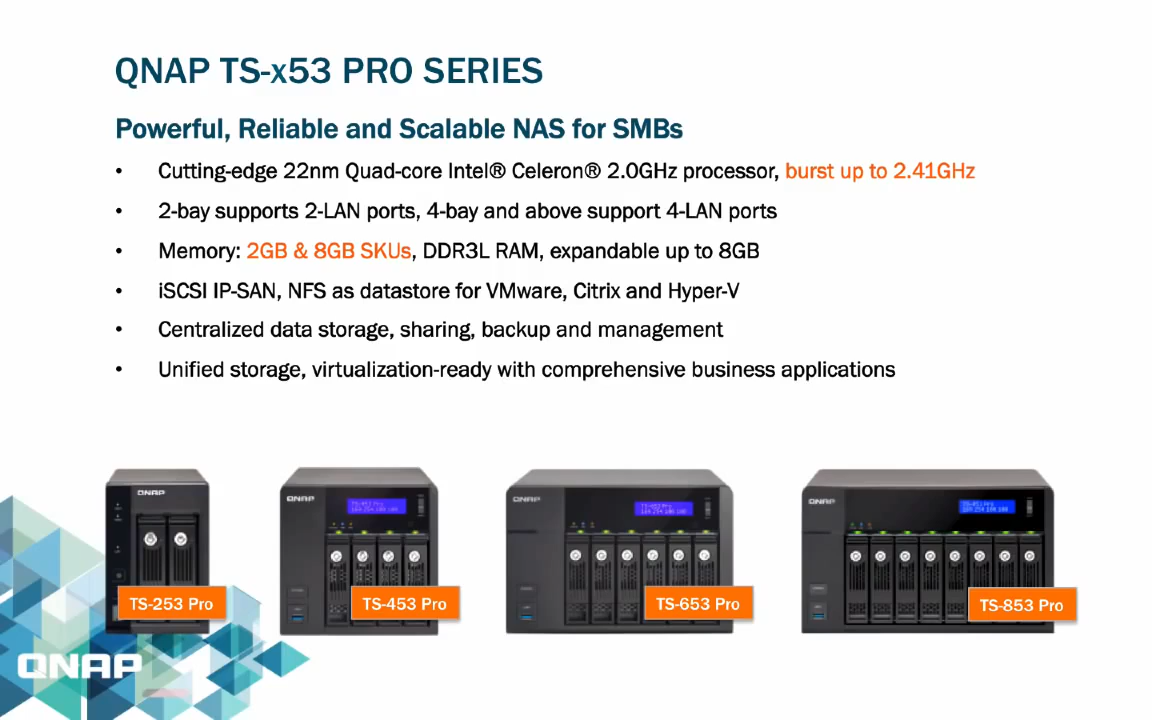 QNAP TS-x53 PRO SERIES
Powerful, Reliable and Scalable NAS for SMBs
• Cutting-edge 22nm Quad-core Intel® Celeron® 2.0GHz processor, burst up to 2.41GHz
• 2-bay supports 2-LAN ports, 4-bay and above support 4-LAN ports
• Memory: 2GB & 8GB SKUs, DDR3L RAM, expandable up to 8GB
• iSCSI IP-SAN, NFS as datastore for VMware, Citrix and Hyper-V
• Centralized data storage, sharing, backup and management
• Unified storage, virtualization-ready with comprehensive business applications
QNAP
QNAP
QNAP
QNAP
TS-253 Pro
TS-453 Pro
TS-653 Pro
TS-853 Pro
QNAP